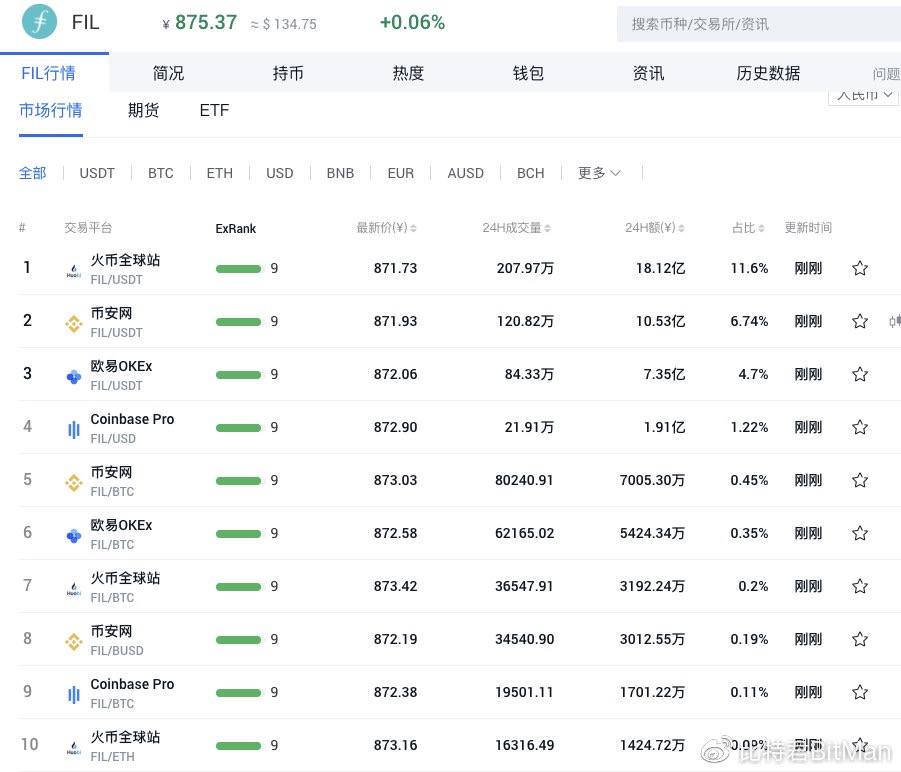 FIL ¥ 875.37 ≈ $ 134.75 +0.06% 搜索币种/交易所/资讯
FIL行情 简况 持币 热度 钱包 资讯 历史数据 问题
市场行情 期货 ETF 人民币
全部 USDT BTC ETH USD BNB EUR AUSD BCH 更多
# 交易平台 ExRank 最新价(¥) 24H成交量 24H额(¥) 占比 更新时间
1 火币全球站 9 871.73 207.97万 18.12亿 11.6% 刚刚
Huobi FIL/USDT
2 币安网 9 871.93 120.82万 10.53亿 6.74% 刚刚
FIL/USDT
3 欧易OKEx 9 872.06 84.33万 7.35亿 4.7% 刚刚
FIL/USDT
4 Coinbase Pro 9 872.90 21.91万 1.91亿 1.22% 刚刚
FIL/USD
5 币安网 9 873.03 80240.91 7005.30万 0.45% 刚刚
FIL/BTC
6 欧易OKEx 9 872.58 62165.02 5424.34万 0.35% 刚刚
FIL/BTC
7 火币全球站 9 873.42 36547.91 3192.24万 0.2% 刚刚
Huobi FIL/BTC
8 币安网 9 872.19 34540.90 3012.55万 0.19% 刚刚
FIL/BUSD
9 Coinbase Pro 9 872.38 19501.11 1701.22万 0.11% 刚刚
FIL/BTC
10 火币全球站 9 873.16 16316.49 1424.72万 0.09% 刚刚
Huobi FIL/ETH
比特君BitMan